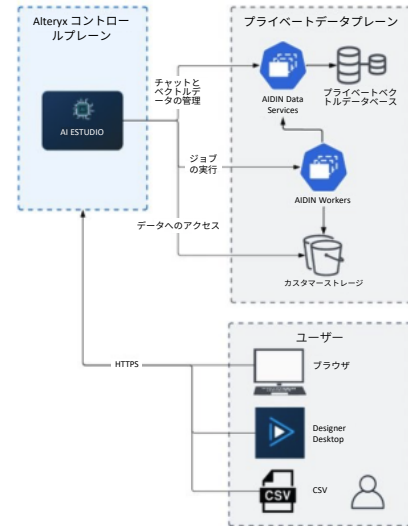 Alteryx コントロー
ルプレーン
AI ESTUDIO
プライベートデータプレーン
チャットと
ベクトルデ
ータの管理
AIDIN Data
Services
プライベートベク
トルデータベース
ジョブ
の実行
AIDIN Workers
データへのアクセス
カスタマーストレージ
ユーザー
HTTPS
ブラウザ
Designer
Desktop
CSV
CSV